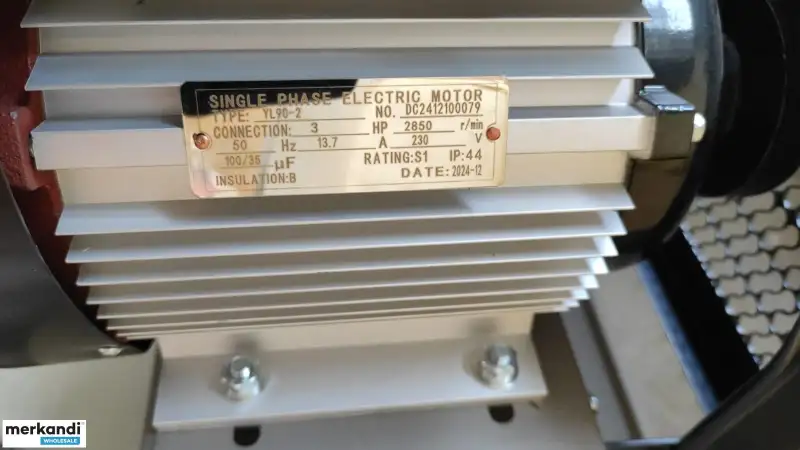 SINGLE PHASE ELECTRIC MOTOR
TYPE: YL90-2 NO. DC2412100079
CONNECTION: 3 HP 2850 r/min
50 Hz 13.7 A 230 V
100/35 µF RATING:S1 IP:44
INSULATION:B DATE:2024-12
merkandi
WHOLESALE